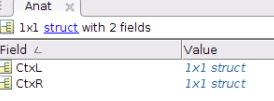 Anat
1x1 struct with 2 fields
Field Value
CtxL 1x1 struct
CtxR 1x1 struct